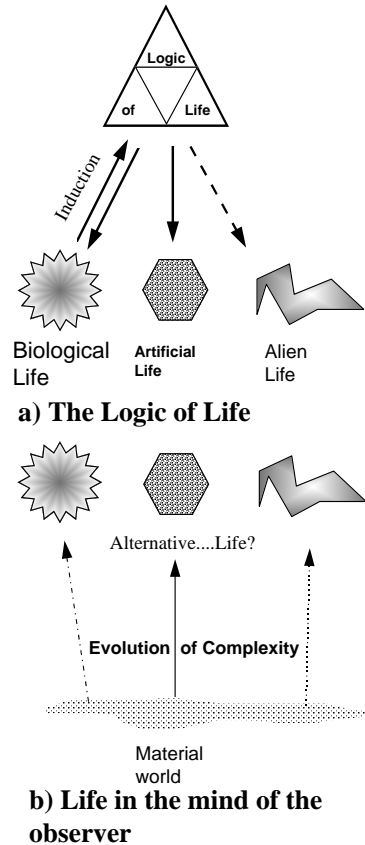 Logic
of Life
Induction
Biological
Life
Artificial
Life
Alien
Life
a) The Logic of Life
Alternative....Life?
Evolution of Complexity
Material
world
b) Life in the mind of the
observer